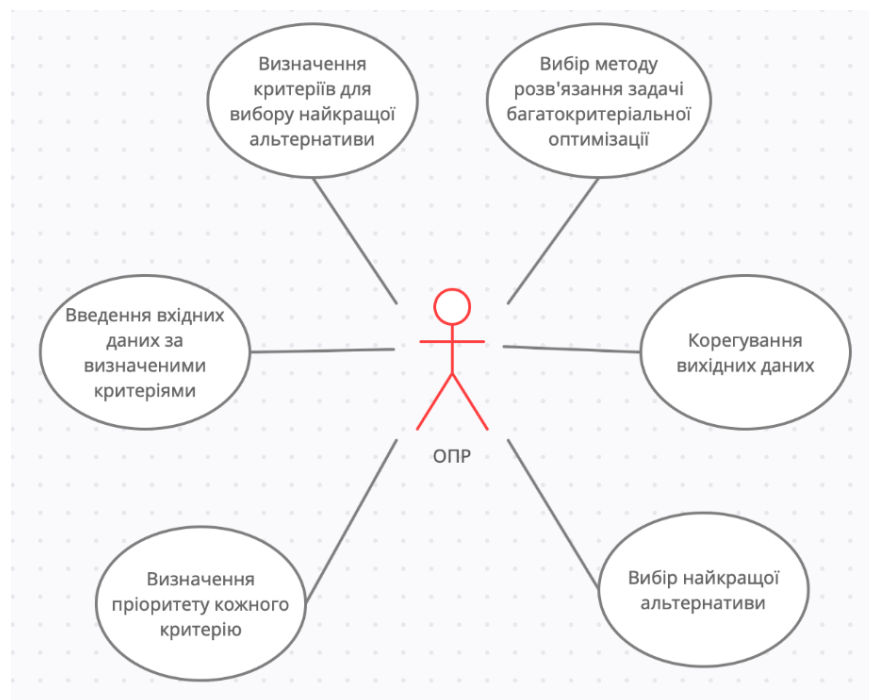 Визначення
критеріїв для
вибору найкращої
альтернативи
Вибір методу
розв'язання задачі
багатокритеріальної
оптимізації
Введення вхідних
даних за
визначеними
критеріями
Корегування
вихідних даних
ОПР
Визначення
пріоритету кожного
критерію
Вибір найкращої
альтернативи